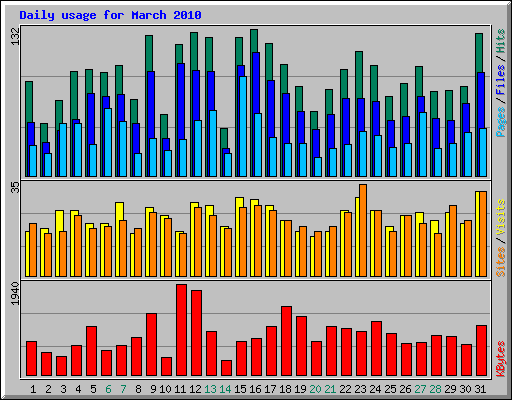 Daily usage for March 2010
132
Pages / Files / Hits
35
Sites / Visits
1940
KBytes
1 2 3 4 5 6 7 8 9 10 11 12 13 14 15 16 17 18 19 20 21 22 23 24 25 26 27 28 29 30 31